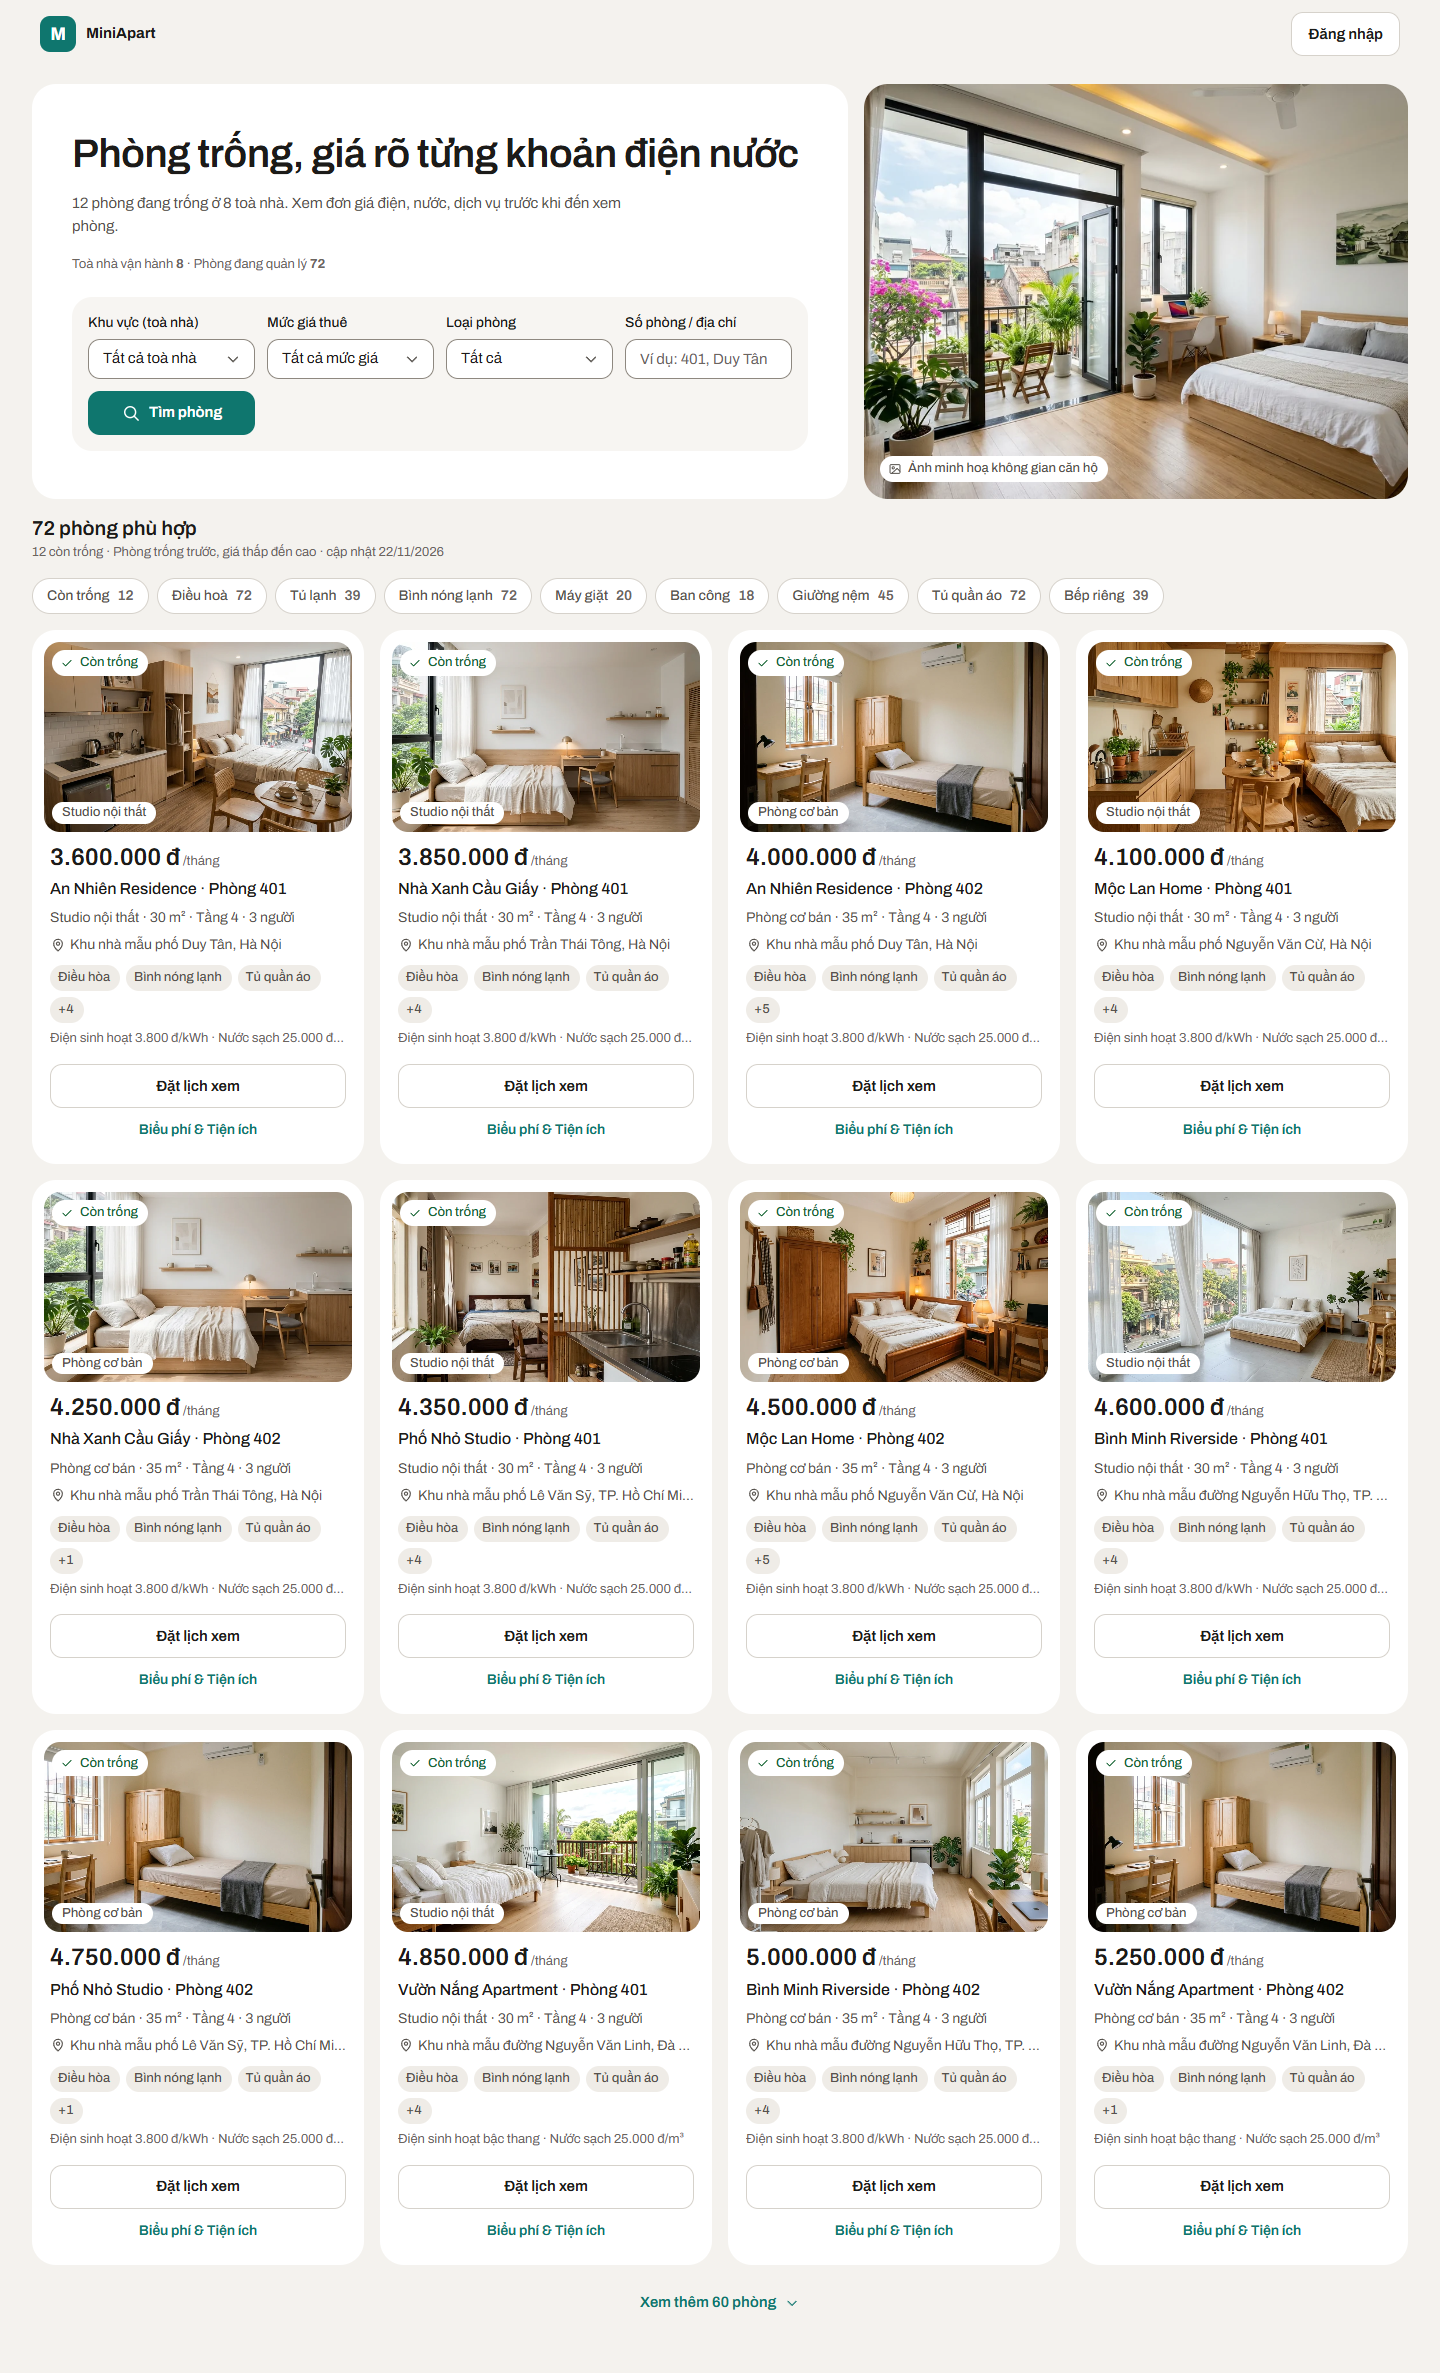 M MiniApart
Đăng nhập
Phòng trống, giá rõ từng khoản điện nước
12 phòng đang trống ở 8 toà nhà. Xem đơn giá điện, nước, dịch vụ trước khi đến xem
phòng.
Toà nhà vận hành 8 · Phòng đang quản lý 72
Khu vực (toà nhà) Mức giá thuê Loại phòng Số phòng / địa chỉ
Tất cả toà nhà Tất cả mức giá Tất cả Ví dụ: 401, Duy Tân
Tìm phòng
Ảnh minh hoạ không gian căn hộ
72 phòng phù hợp
12 còn trống · Phòng trống trước, giá thấp đến cao · cập nhật 22/11/2026
Còn trống 12 Điều hoà 72 Tủ lạnh 39 Bình nóng lạnh 72 Máy giặt 20 Ban công 18 Giường nệm 45 Tủ quần áo 72 Bếp riêng 39
Còn trống
Studio nội thất
3.600.000 đ /tháng
An Nhiên Residence · Phòng 401
Studio nội thất · 30 m² · Tầng 4 · 3 người
Khu nhà mẫu phố Duy Tân, Hà Nội
Điều hòa Bình nóng lạnh Tủ quần áo
+4
Điện sinh hoạt 3.800 đ/kWh · Nước sạch 25.000 đ...
Đặt lịch xem
Biểu phí & Tiện ích
Còn trống
Studio nội thất
3.850.000 đ /tháng
Nhà Xanh Cầu Giấy · Phòng 401
Studio nội thất · 30 m² · Tầng 4 · 3 người
Khu nhà mẫu phố Trần Thái Tông, Hà Nội
Điều hòa Bình nóng lạnh Tủ quần áo
+4
Điện sinh hoạt 3.800 đ/kWh · Nước sạch 25.000 đ...
Đặt lịch xem
Biểu phí & Tiện ích
Còn trống
Phòng cơ bản
4.000.000 đ /tháng
An Nhiên Residence · Phòng 402
Phòng cơ bản · 35 m² · Tầng 4 · 3 người
Khu nhà mẫu phố Duy Tân, Hà Nội
Điều hòa Bình nóng lạnh Tủ quần áo
+5
Điện sinh hoạt 3.800 đ/kWh · Nước sạch 25.000 đ...
Đặt lịch xem
Biểu phí & Tiện ích
Còn trống
Studio nội thất
4.100.000 đ /tháng
Mộc Lan Home · Phòng 401
Studio nội thất · 30 m² · Tầng 4 · 3 người
Khu nhà mẫu phố Nguyễn Văn Cừ, Hà Nội
Điều hòa Bình nóng lạnh Tủ quần áo
+4
Điện sinh hoạt 3.800 đ/kWh · Nước sạch 25.000 đ...
Đặt lịch xem
Biểu phí & Tiện ích
Còn trống
Phòng cơ bản
4.250.000 đ /tháng
Nhà Xanh Cầu Giấy · Phòng 402
Phòng cơ bản · 35 m² · Tầng 4 · 3 người
Khu nhà mẫu phố Trần Thái Tông, Hà Nội
Điều hòa Bình nóng lạnh Tủ quần áo
+1
Điện sinh hoạt 3.800 đ/kWh · Nước sạch 25.000 đ...
Đặt lịch xem
Biểu phí & Tiện ích
Còn trống
Studio nội thất
4.350.000 đ /tháng
Phố Nhỏ Studio · Phòng 401
Studio nội thất · 30 m² · Tầng 4 · 3 người
Khu nhà mẫu phố Lê Văn Sỹ, TP. Hồ Chí Mi...
Điều hòa Bình nóng lạnh Tủ quần áo
+4
Điện sinh hoạt 3.800 đ/kWh · Nước sạch 25.000 đ...
Đặt lịch xem
Biểu phí & Tiện ích
Còn trống
Phòng cơ bản
4.500.000 đ /tháng
Mộc Lan Home · Phòng 402
Phòng cơ bản · 35 m² · Tầng 4 · 3 người
Khu nhà mẫu phố Nguyễn Văn Cừ, Hà Nội
Điều hòa Bình nóng lạnh Tủ quần áo
+5
Điện sinh hoạt 3.800 đ/kWh · Nước sạch 25.000 đ...
Đặt lịch xem
Biểu phí & Tiện ích
Còn trống
Studio nội thất
4.600.000 đ /tháng
Bình Minh Riverside · Phòng 401
Studio nội thất · 30 m² · Tầng 4 · 3 người
Khu nhà mẫu đường Nguyễn Hữu Thọ, TP. ...
Điều hòa Bình nóng lạnh Tủ quần áo
+4
Điện sinh hoạt 3.800 đ/kWh · Nước sạch 25.000 đ...
Đặt lịch xem
Biểu phí & Tiện ích
Còn trống
Phòng cơ bản
4.750.000 đ /tháng
Phố Nhỏ Studio · Phòng 402
Phòng cơ bản · 35 m² · Tầng 4 · 3 người
Khu nhà mẫu phố Lê Văn Sỹ, TP. Hồ Chí Mi...
Điều hòa Bình nóng lạnh Tủ quần áo
+1
Điện sinh hoạt 3.800 đ/kWh · Nước sạch 25.000 đ...
Đặt lịch xem
Biểu phí & Tiện ích
Còn trống
Studio nội thất
4.850.000 đ /tháng
Vườn Nắng Apartment · Phòng 401
Studio nội thất · 30 m² · Tầng 4 · 3 người
Khu nhà mẫu đường Nguyễn Văn Linh, Đà ...
Điều hòa Bình nóng lạnh Tủ quần áo
+4
Điện sinh hoạt bậc thang · Nước sạch 25.000 đ/m³
Đặt lịch xem
Biểu phí & Tiện ích
Còn trống
Phòng cơ bản
5.000.000 đ /tháng
Bình Minh Riverside · Phòng 402
Phòng cơ bản · 35 m² · Tầng 4 · 3 người
Khu nhà mẫu đường Nguyễn Hữu Thọ, TP. ...
Điều hòa Bình nóng lạnh Tủ quần áo
+4
Điện sinh hoạt 3.800 đ/kWh · Nước sạch 25.000 đ...
Đặt lịch xem
Biểu phí & Tiện ích
Còn trống
Phòng cơ bản
5.250.000 đ /tháng
Vườn Nắng Apartment · Phòng 402
Phòng cơ bản · 35 m² · Tầng 4 · 3 người
Khu nhà mẫu đường Nguyễn Văn Linh, Đà ...
Điều hòa Bình nóng lạnh Tủ quần áo
+1
Điện sinh hoạt bậc thang · Nước sạch 25.000 đ/m³
Đặt lịch xem
Biểu phí & Tiện ích
Xem thêm 60 phòng